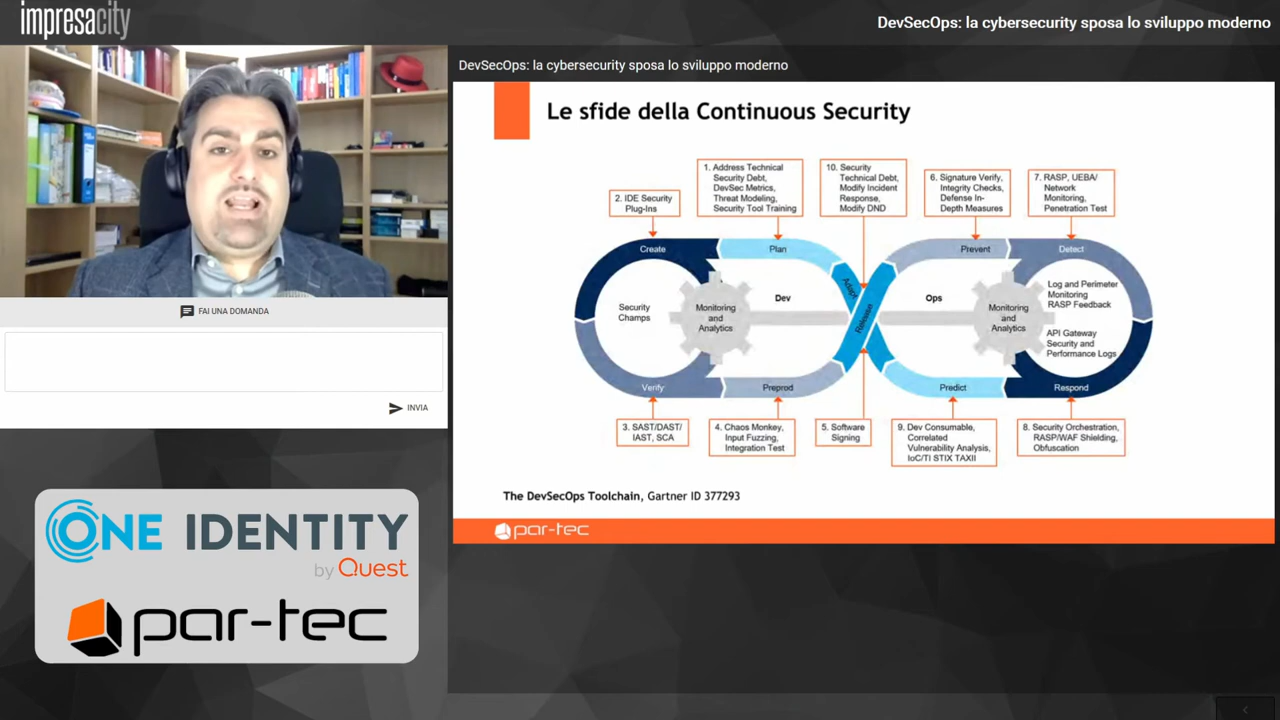 impresacity
DevSecOps: la cybersecurity sposa lo sviluppo moderno
DevSecOps: la cybersecurity sposa lo sviluppo moderno
Le sfide della Continuous Security
1. Address Technical
Security Debt,
DevSec Metrics,
Threat Modeling,
Security Tool Training
10. Security
Technical Debt,
Modify Incident
Response,
Modify DND
6. Signature Verify,
Integrity Checks,
Defense In-
Depth Measures
7. RASP, UEBA/
Network
Monitoring,
Penetration Test
2. IDE Security
Plug-Ins
Create
Plan
Prevent
Detect
Adapt
Release
Security
Champs
Monitoring
and
Analytics
Dev
Ops
Monitoring
and
Analytics
Log and Perimeter
Monitoring
RASP Feedback
API Gateway
Security and
Performance Logs
Verify
Preprod
Predict
Respond
3. SAST/DAST/
IAST, SCA
4. Chaos Monkey,
Input Fuzzing,
Integration Test
5. Software
Signing
9. Dev Consumable,
Correlated
Vulnerability Analysis,
IoC/TI STIX TAXII
8. Security Orchestration,
RASP/WAF Shielding,
Obfuscation
The DevSecOps Toolchain, Gartner ID 377293
par-tec
FAI UNA DOMANDA
INVIA
ONE IDENTITY
by Quest
par-tec